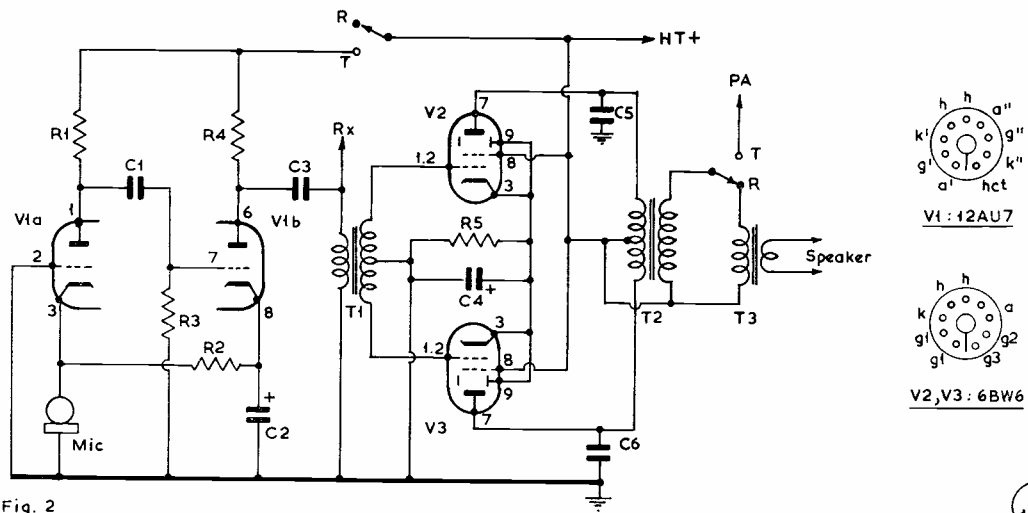 R
T
HT+
R1
R4
C1
C3
Rx
V1a
1
2
3
V1b
6
7
8
R3
R2
C2
+
Mic
T1
V2
7
9
8
3
1.2
R5
C4
+
1.2
3
8
9
7
V3
C5
C6
T2
PA
T
R
T3
Speaker
h h
a"
g"
k"
hct
a'
g'
k'
V1 : 12AU7
h h
a
g2
g3
g1
g1
k
V2,V3 : 6BW6
Fig. 2